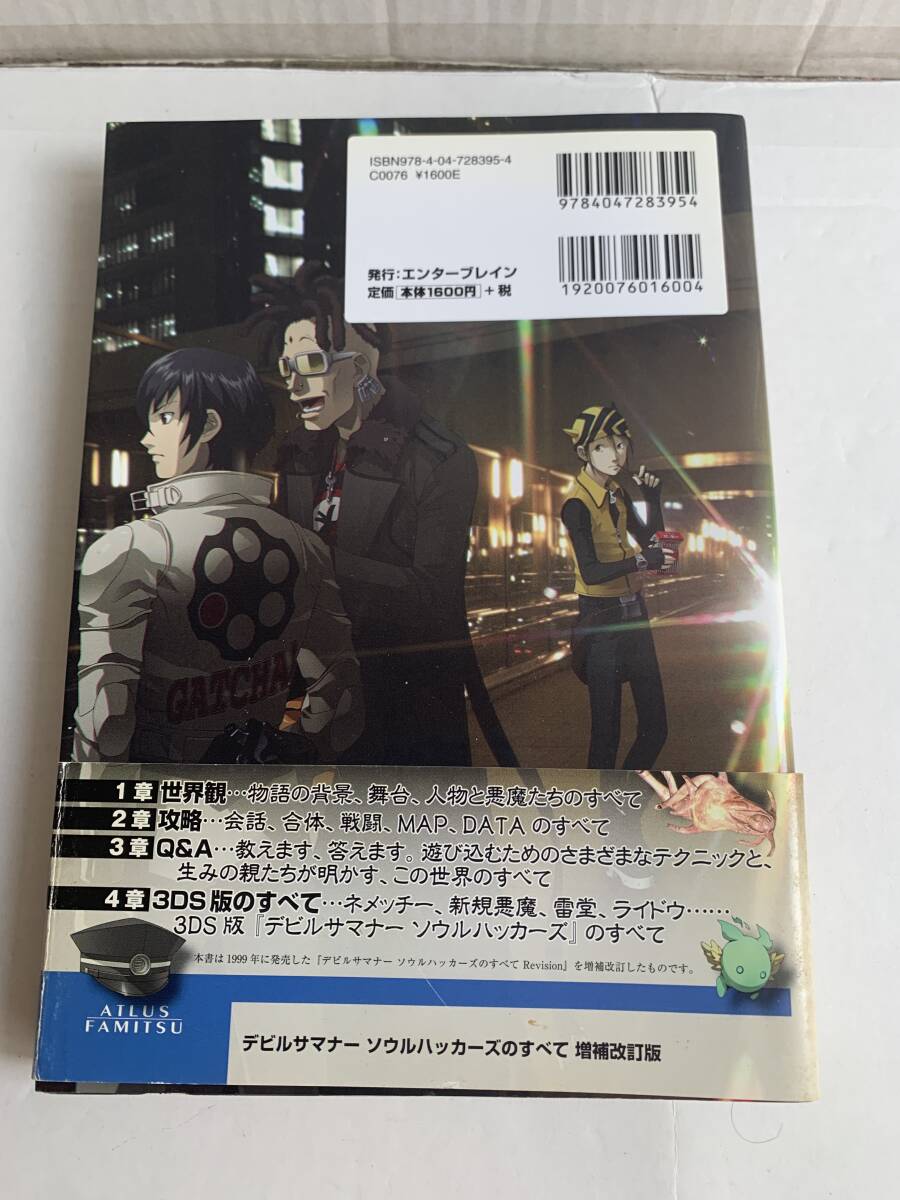 ISBN978-4-04-728395-4
C0076 ¥1600E
9784047283954
発行:エンターブレイン
定価 本体1600円 + 税
1920076016004
GATCHA!
1章 世界観…物語の背景、舞台、人物と悪魔たちのすべて
2章 攻略…会話、合体、戦闘、MAP、DATAのすべて
3章 Q&A…教えます、答えます。遊び込むためのさまざまなテクニックと、
生みの親たちが明かす、この世界のすべて
4章 3DS版のすべて…ネメッチー、新規悪魔、雷堂、ライドウ……
3DS版『デビルサマナー ソウルハッカーズ』のすべて
本書は1999年に発売した『デビルサマナー ソウルハッカーズのすべて Revision』を増補改訂したものです。
ATLUS
FAMITSU
デビルサマナー ソウルハッカーズのすべて 増補改訂版